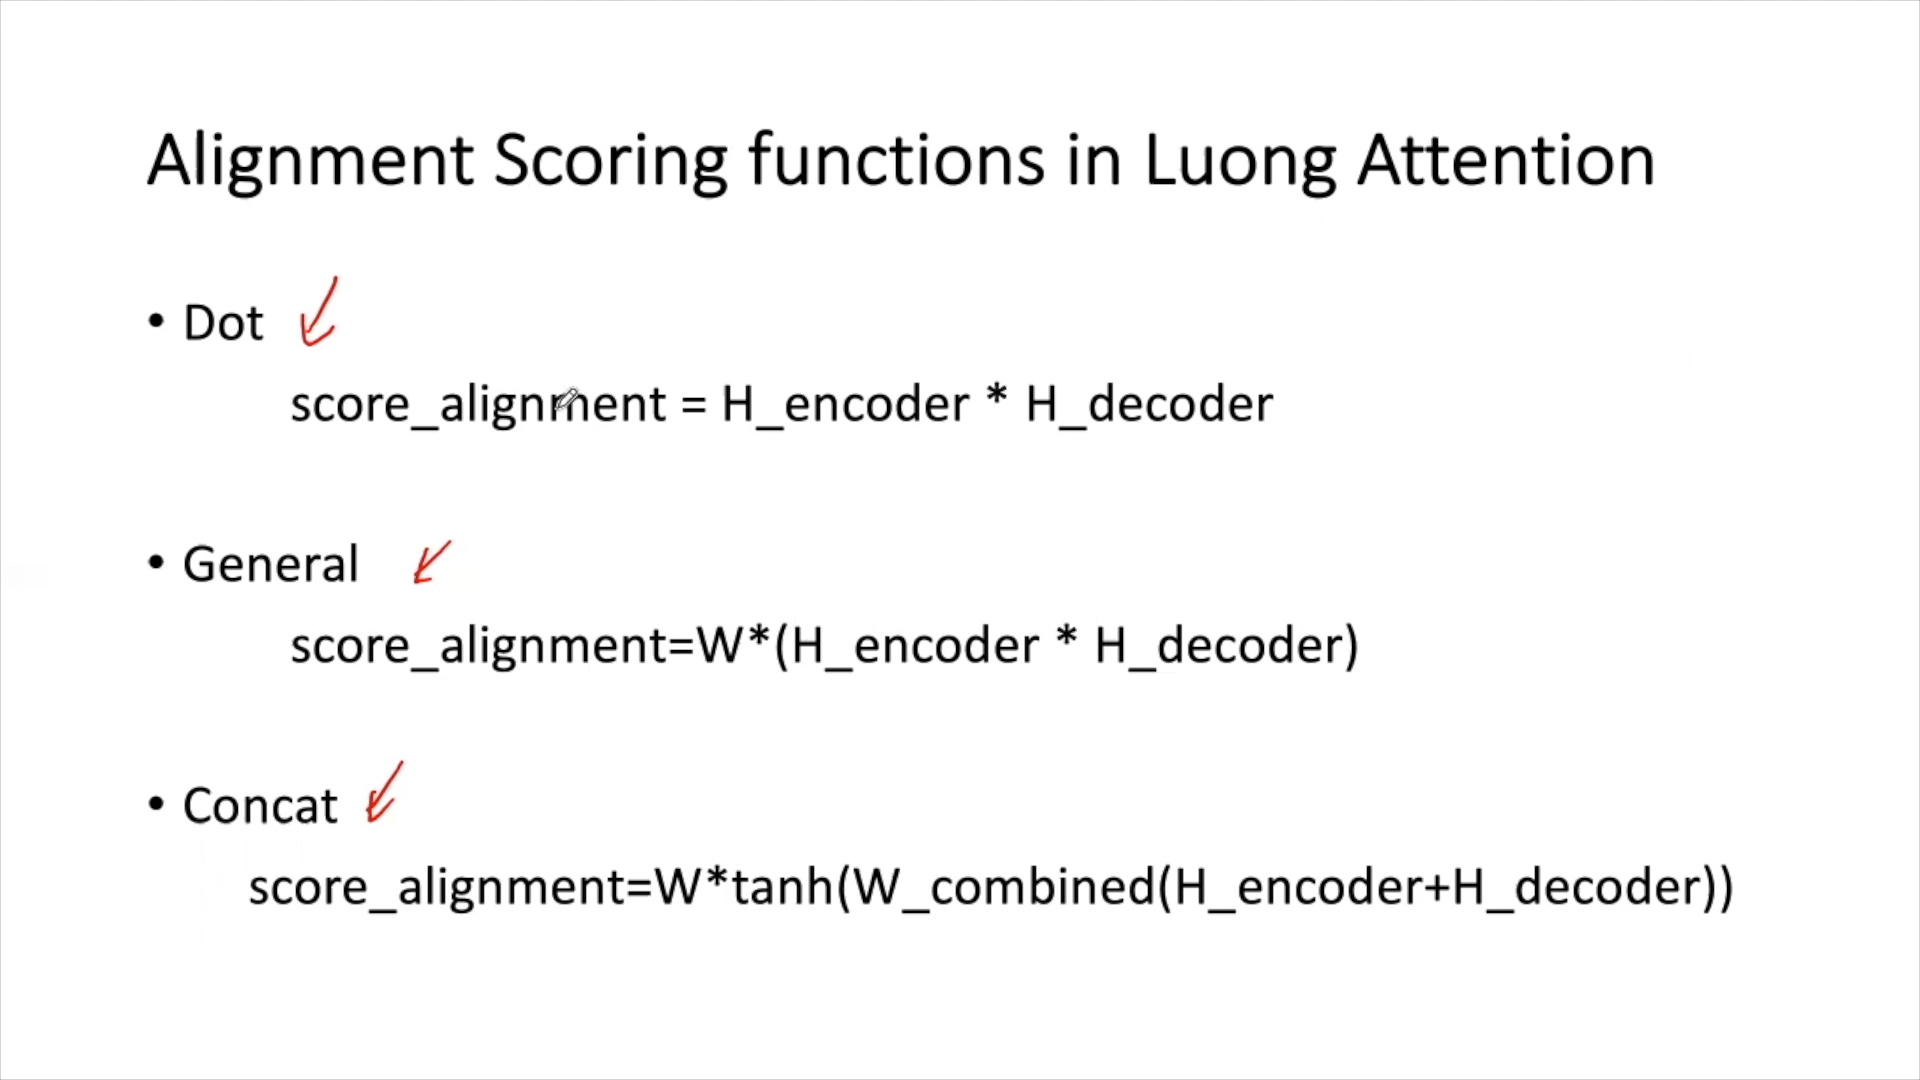 Alignment Scoring functions in Luong Attention
• Dot
score_alignment = H_encoder * H_decoder
• General
score_alignment=W*(H_encoder * H_decoder)
• Concat
score_alignment=W*tanh(W_combined(H_encoder+H_decoder))